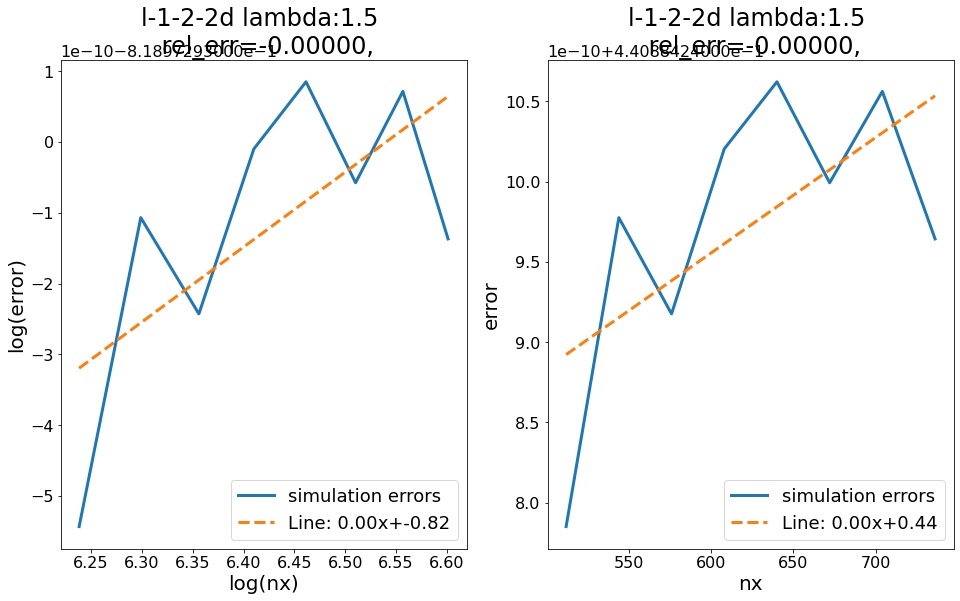 l-1-2-2d lambda:1.5
rel_err=-0.00000,
1e−10−8.1897293000e−1
1
0
−1
−2
−3
−4
−5
log(error)
simulation errors
Line: 0.00x+-0.82
6.25 6.30 6.35 6.40 6.45 6.50 6.55 6.60
log(nx)
l-1-2-2d lambda:1.5
rel_err=-0.00000,
1e−10+4.4088424000e−1
10.5
10.0
9.5
9.0
8.5
8.0
error
simulation errors
Line: 0.00x+0.44
550 600 650 700
nx